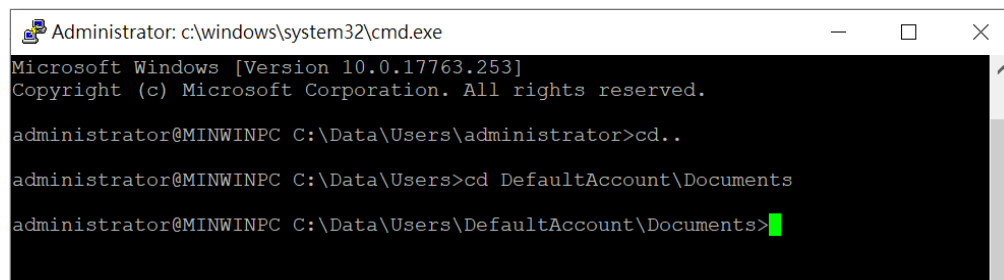 Administrator: c:\windows\system32\cmd.exe
Microsoft Windows [Version 10.0.17763.253]
Copyright (c) Microsoft Corporation. All rights reserved.
administrator@MINWINPC C:\Data\Users\administrator>cd..
administrator@MINWINPC C:\Data\Users>cd DefaultAccount\Documents
administrator@MINWINPC C:\Data\Users\DefaultAccount\Documents>